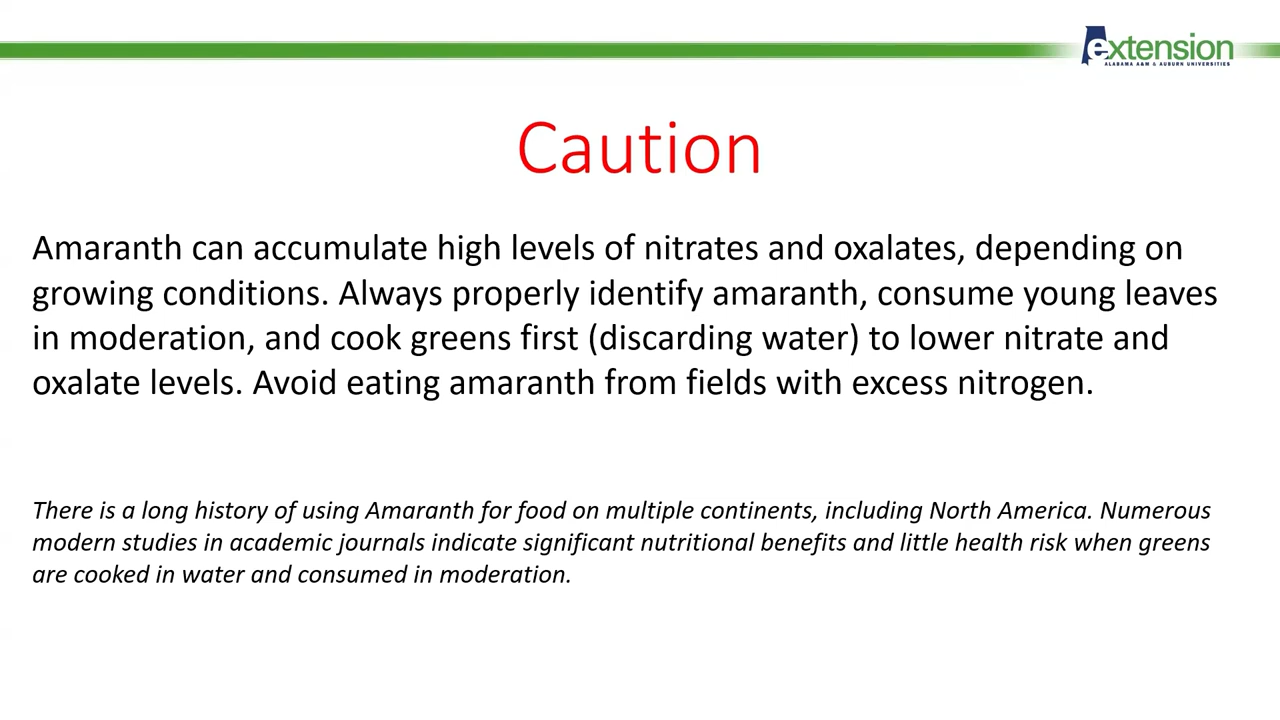 extension
ALABAMA A&M & AUBURN UNIVERSITIES
Caution
Amaranth can accumulate high levels of nitrates and oxalates, depending on
growing conditions. Always properly identify amaranth, consume young leaves
in moderation, and cook greens first (discarding water) to lower nitrate and
oxalate levels. Avoid eating amaranth from fields with excess nitrogen.
There is a long history of using Amaranth for food on multiple continents, including North America. Numerous
modern studies in academic journals indicate significant nutritional benefits and little health risk when greens
are cooked in water and consumed in moderation.